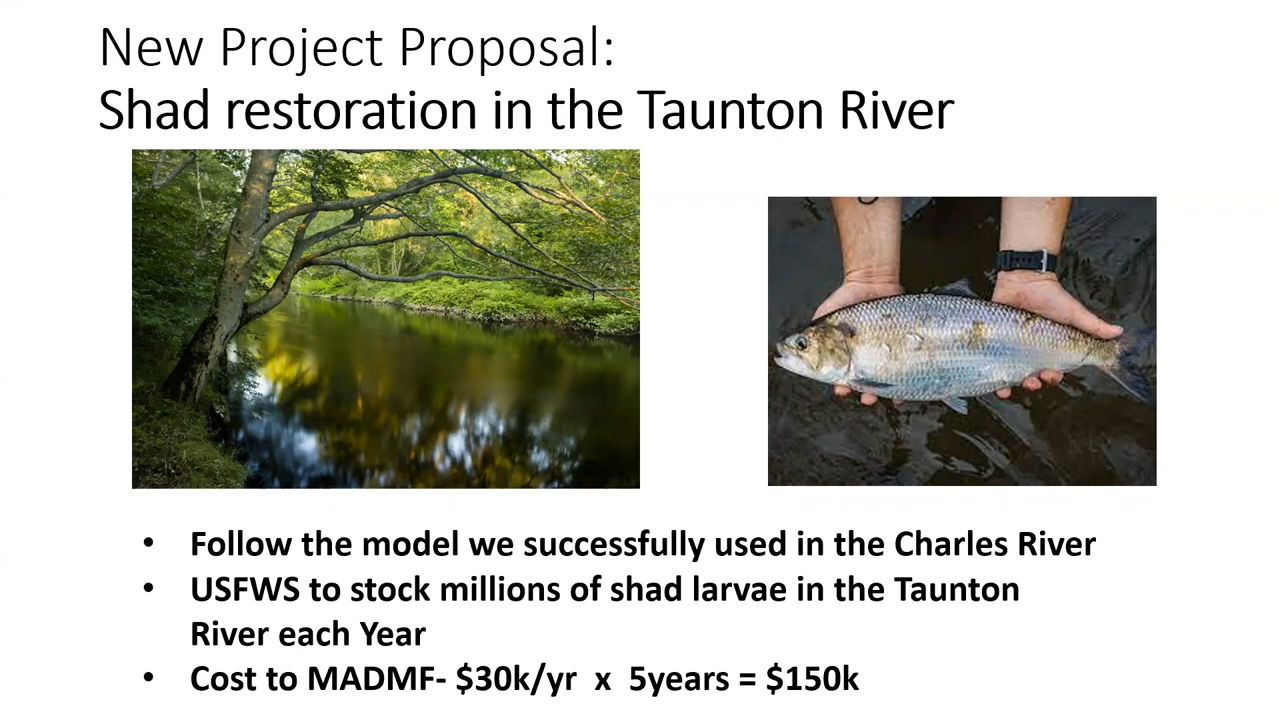 New Project Proposal:
Shad restoration in the Taunton River
• Follow the model we successfully used in the Charles River
• USFWS to stock millions of shad larvae in the Taunton
River each Year
• Cost to MADMF- $30k/yr x 5years = $150k